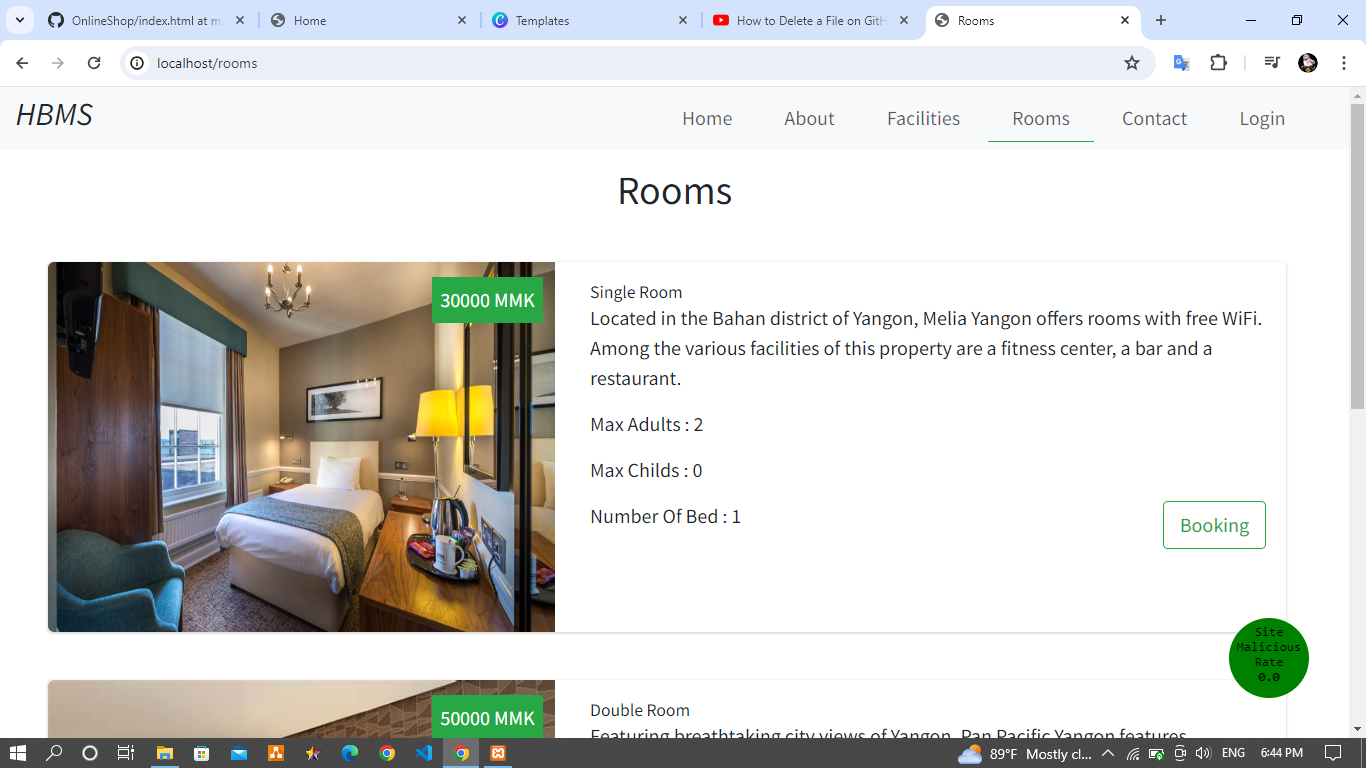 OnlineShop/index.html at ma
Home
Templates
How to Delete a File on GitH
Rooms
localhost/rooms
HBMS
Home
About
Facilities
Rooms
Contact
Login
Rooms
30000 MMK
Single Room
Located in the Bahan district of Yangon, Melia Yangon offers rooms with free WiFi.
Among the various facilities of this property are a fitness center, a bar and a
restaurant.
Max Adults : 2
Max Childs : 0
Number Of Bed : 1
Booking
Site
Malicious
Rate
0.0
50000 MMK
Double Room
Featuring breathtaking city views of Yangon, Pan Pacific Yangon features
89°F Mostly cl...
ENG
6:44 PM